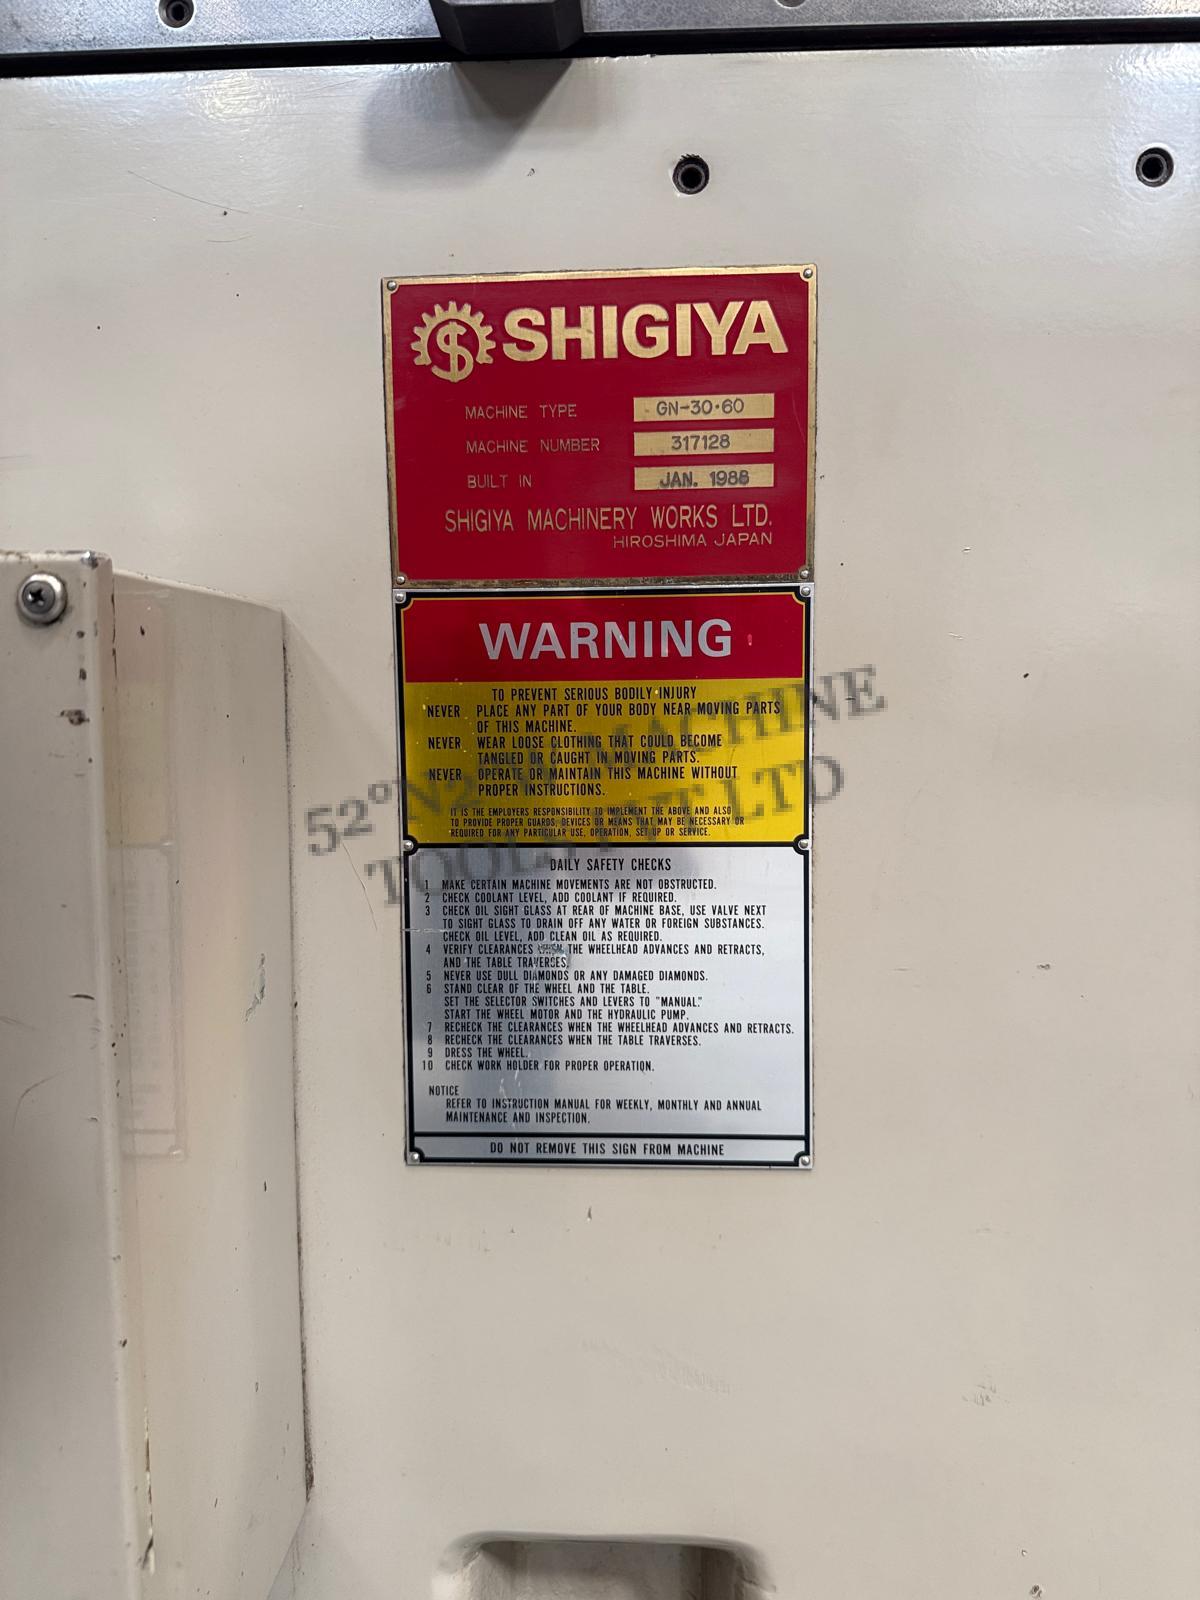 SHIGIYA
MACHINE TYPE GN-30·60
MACHINE NUMBER 317128
BUILT IN JAN. 1988
SHIGIYA MACHINERY WORKS LTD.
HIROSHIMA JAPAN
WARNING
TO PREVENT SERIOUS BODILY INJURY
NEVER PLACE ANY PART OF YOUR BODY NEAR MOVING PARTS
OF THIS MACHINE.
NEVER WEAR LOOSE CLOTHING THAT COULD BECOME
TANGLED OR CAUGHT IN MOVING PARTS.
NEVER OPERATE OR MAINTAIN THIS MACHINE WITHOUT
PROPER INSTRUCTIONS.
IT IS THE EMPLOYERS RESPONSIBILITY TO IMPLEMENT THE ABOVE AND ALSO
TO PROVIDE PROPER GUARDS, DEVICES OR MEANS THAT MAY BE NECESSARY OR
REQUIRED FOR ANY PARTICULAR USE, OPERATION, SET UP OR SERVICE.
DAILY SAFETY CHECKS
1 MAKE CERTAIN MACHINE MOVEMENTS ARE NOT OBSTRUCTED.
2 CHECK COOLANT LEVEL, ADD COOLANT IF REQUIRED.
3 CHECK OIL SIGHT GLASS AT REAR OF MACHINE BASE, USE VALVE NEXT
TO SIGHT GLASS TO DRAIN OFF ANY WATER OR FOREIGN SUBSTANCES.
CHECK OIL LEVEL, ADD CLEAN OIL AS REQUIRED.
4 VERIFY CLEARANCES WHEN THE WHEELHEAD ADVANCES AND RETRACTS,
AND THE TABLE TRAVERSES.
5 NEVER USE DULL DIAMONDS OR ANY DAMAGED DIAMONDS.
6 STAND CLEAR OF THE WHEEL AND THE TABLE.
SET THE SELECTOR SWITCHES AND LEVERS TO "MANUAL."
START THE WHEEL MOTOR AND THE HYDRAULIC PUMP.
7 RECHECK THE CLEARANCES WHEN THE WHEELHEAD ADVANCES AND RETRACTS.
8 RECHECK THE CLEARANCES WHEN THE TABLE TRAVERSES.
9 DRESS THE WHEEL.
10 CHECK WORK HOLDER FOR PROPER OPERATION.
NOTICE
REFER TO INSTRUCTION MANUAL FOR WEEKLY, MONTHLY AND ANNUAL
MAINTENANCE AND INSPECTION.
DO NOT REMOVE THIS SIGN FROM MACHINE
MACHINE
LTD